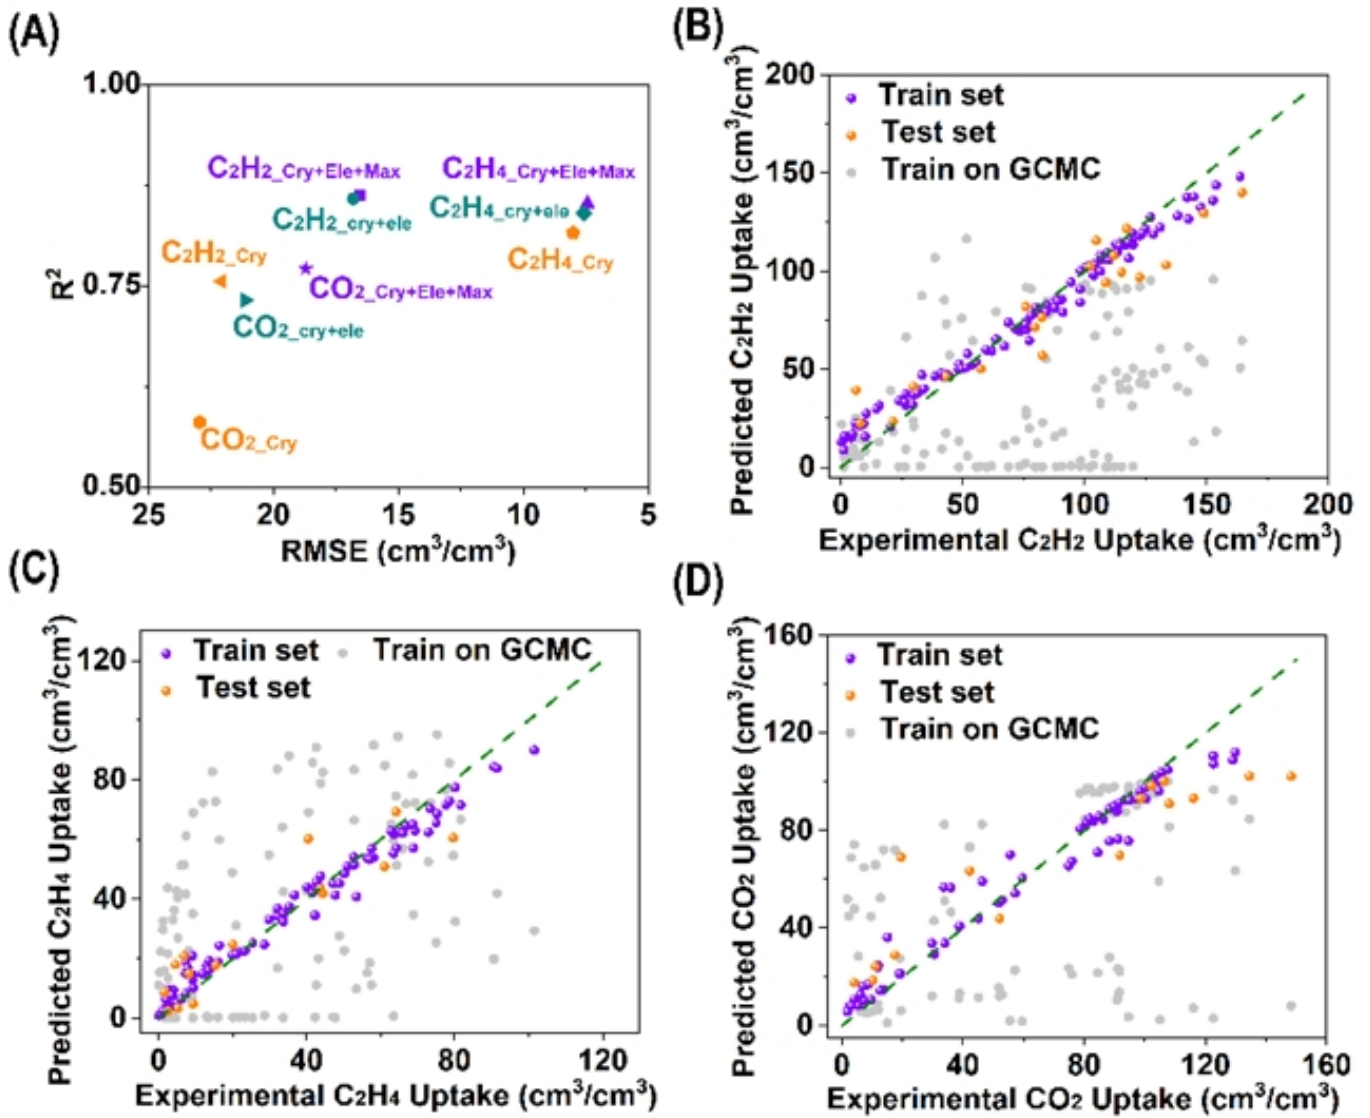 (A)
1.00
C2H2_Cry+Ele+Max
C2H4_Cry+Ele+Max
C2H2_cry+ele
C2H4_cry+ele
C2H2_Cry
C2H4_Cry
R2
0.75
CO2_Cry+Ele+Max
CO2_cry+ele
CO2_Cry
0.50
25 20 15 10 5
RMSE (cm3/cm3)
(B)
Predicted C2H2 Uptake (cm3/cm3)
200
Train set
Test set
150
Train on GCMC
100
50
0
0 50 100 150 200
Experimental C2H2 Uptake (cm3/cm3)
(C)
Predicted C2H4 Uptake (cm3/cm3)
Train set Train on GCMC
120
Test set
80
40
0
0 40 80 120
Experimental C2H4 Uptake (cm3/cm3)
(D)
Predicted CO2 Uptake (cm3/cm3)
160
Train set
Test set
120
Train on GCMC
80
40
0
0 40 80 120 160
Experimental CO2 Uptake (cm3/cm3)